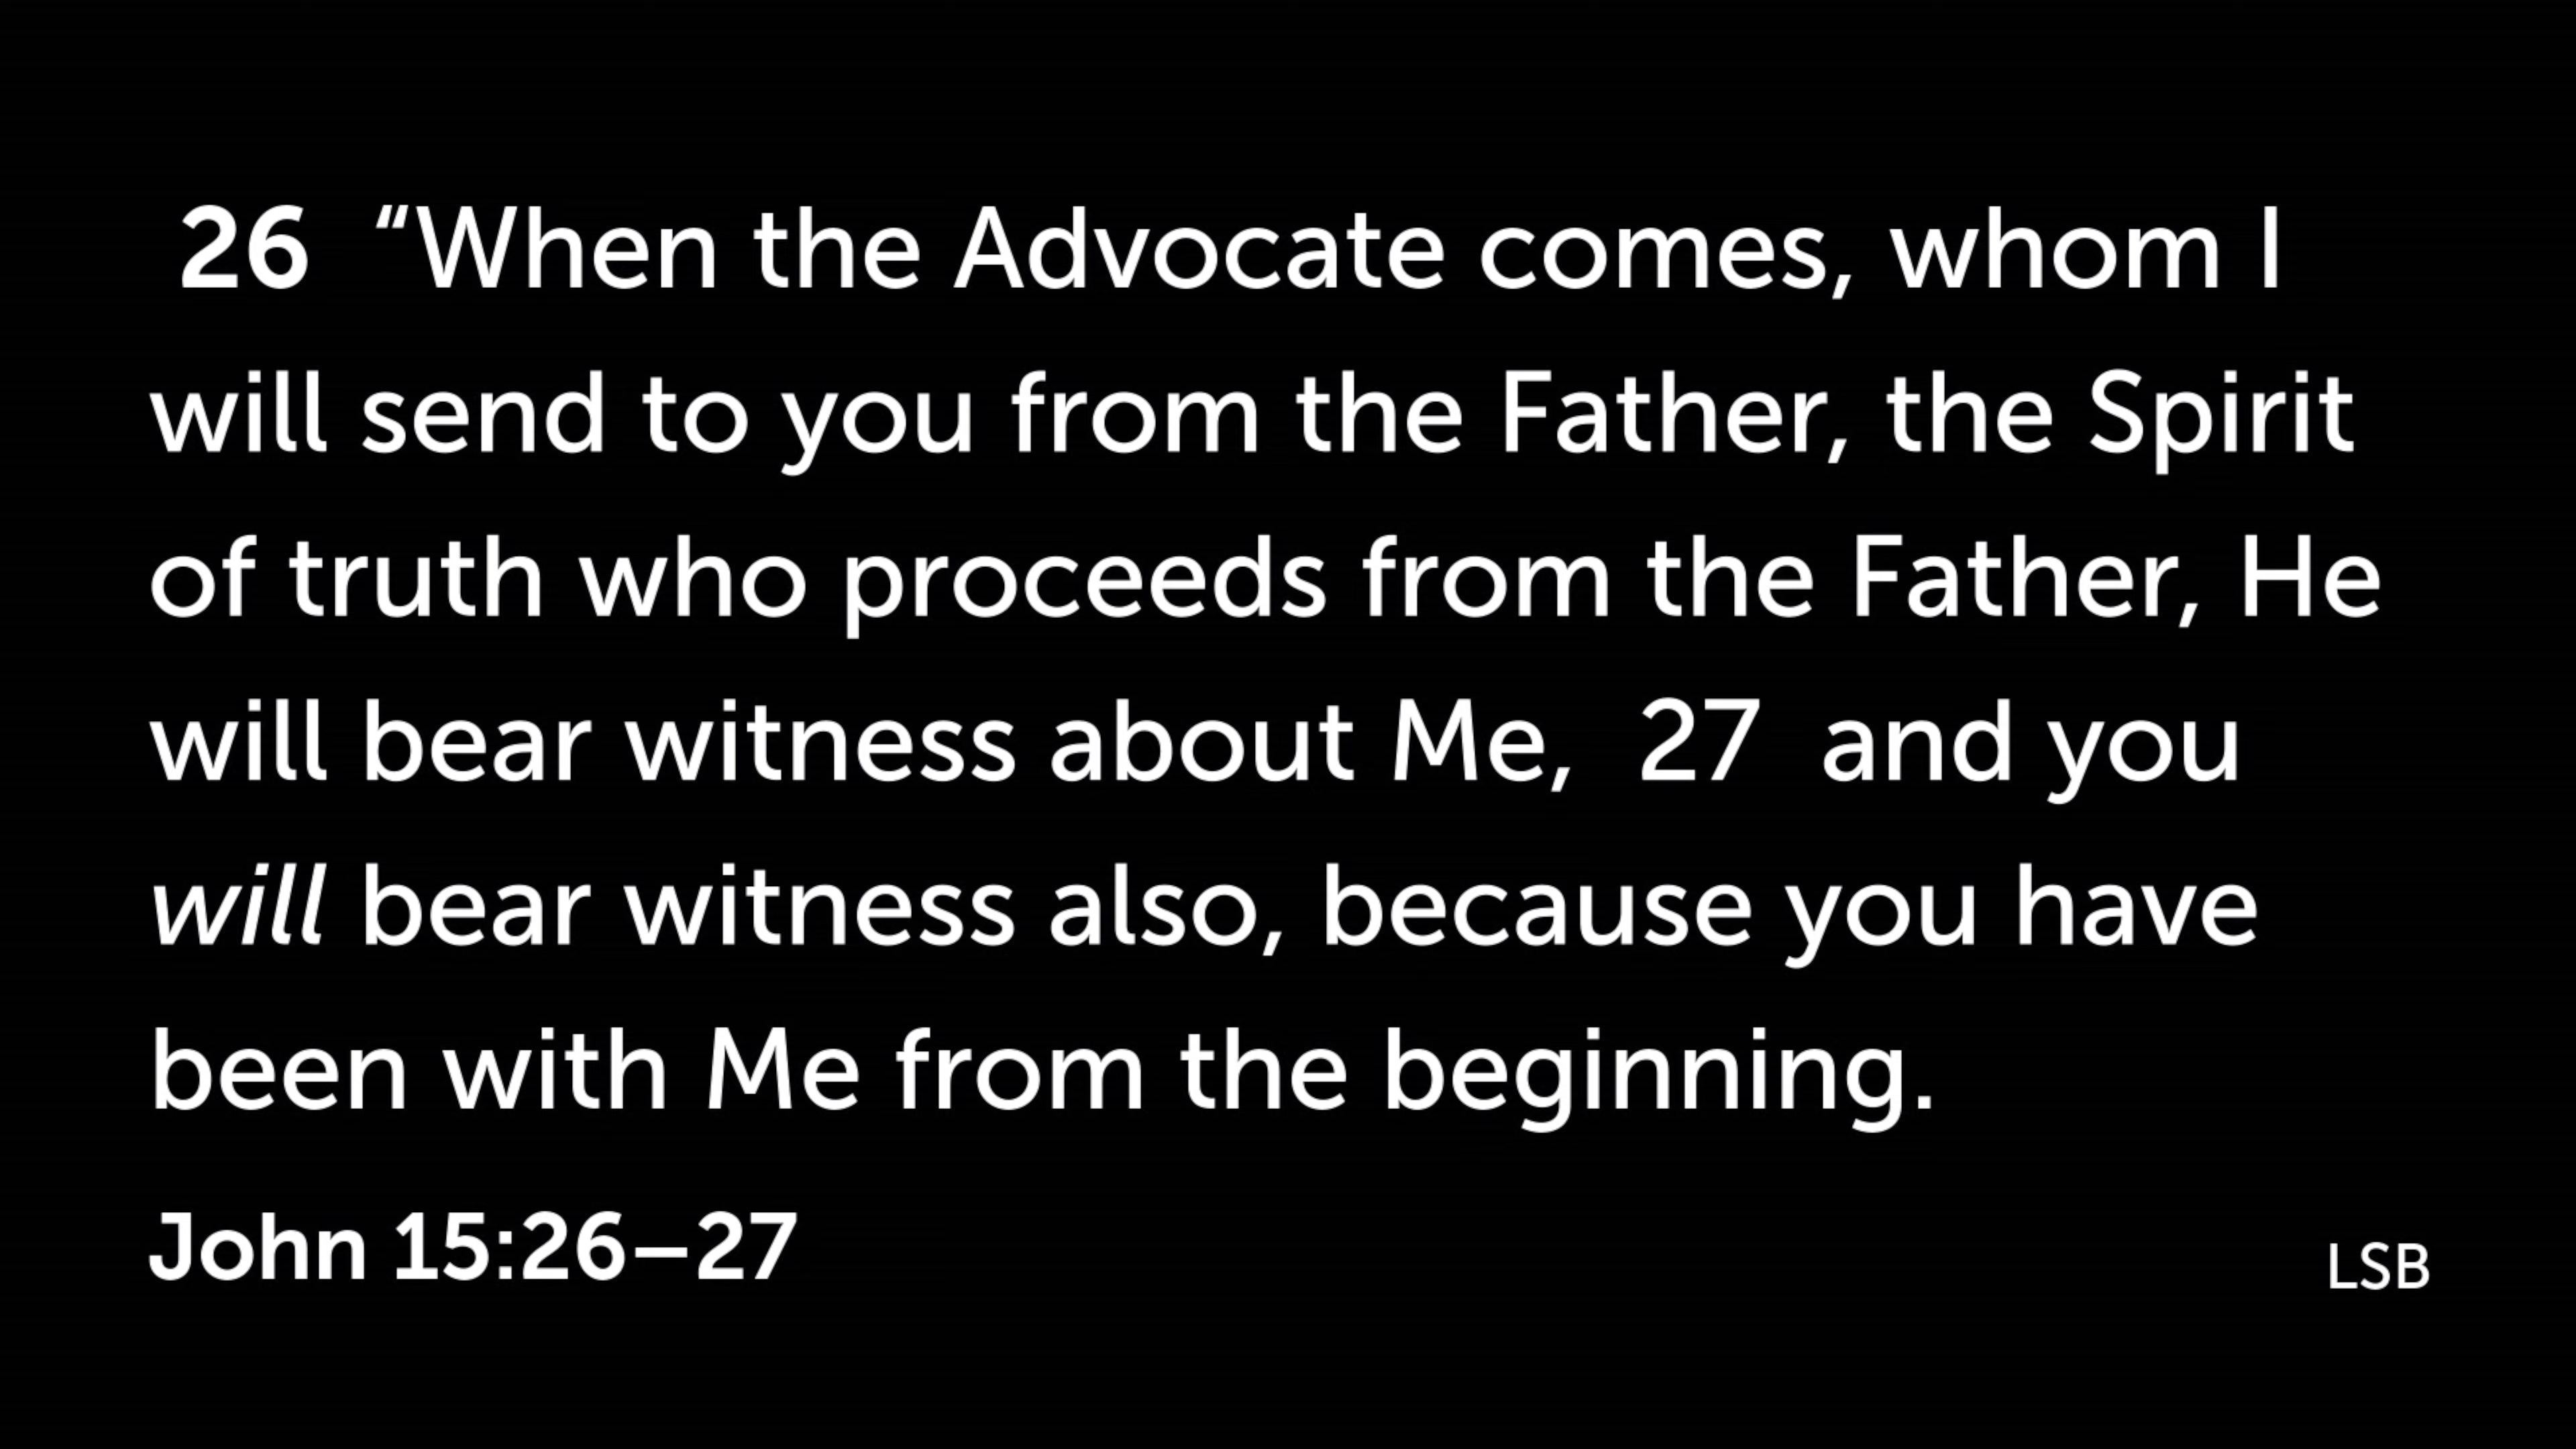 26 “When the Advocate comes, whom I
will send to you from the Father, the Spirit
of truth who proceeds from the Father, He
will bear witness about Me, 27 and you
will bear witness also, because you have
been with Me from the beginning.
John 15:26–27
LSB